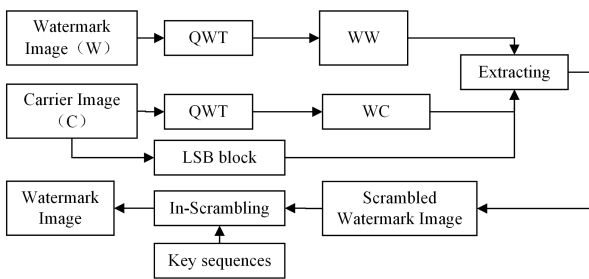 Watermark
Image（W）
QWT
WW
Extracting
Carrier Image
（C）
QWT
WC
LSB block
Watermark
Image
In-Scrambling
Scrambled
Watermark Image
Key sequences